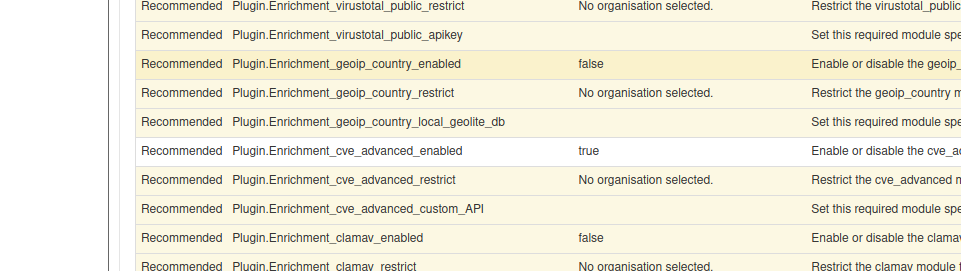 Recommended Plugin.Enrichment_virustotal_public_restrict No organisation selected. Restrict the virustotal_public
Recommended Plugin.Enrichment_virustotal_public_apikey Set this required module spe
Recommended Plugin.Enrichment_geoip_country_enabled false Enable or disable the geoip_
Recommended Plugin.Enrichment_geoip_country_restrict No organisation selected. Restrict the geoip_country m
Recommended Plugin.Enrichment_geoip_country_local_geolite_db Set this required module spe
Recommended Plugin.Enrichment_cve_advanced_enabled true Enable or disable the cve_ad
Recommended Plugin.Enrichment_cve_advanced_restrict No organisation selected. Restrict the cve_advanced m
Recommended Plugin.Enrichment_cve_advanced_custom_API Set this required module spe
Recommended Plugin.Enrichment_clamav_enabled false Enable or disable the clamav
Recommended Plugin.Enrichment_clamav_restrict No organisation selected. Restrict the clamav module t